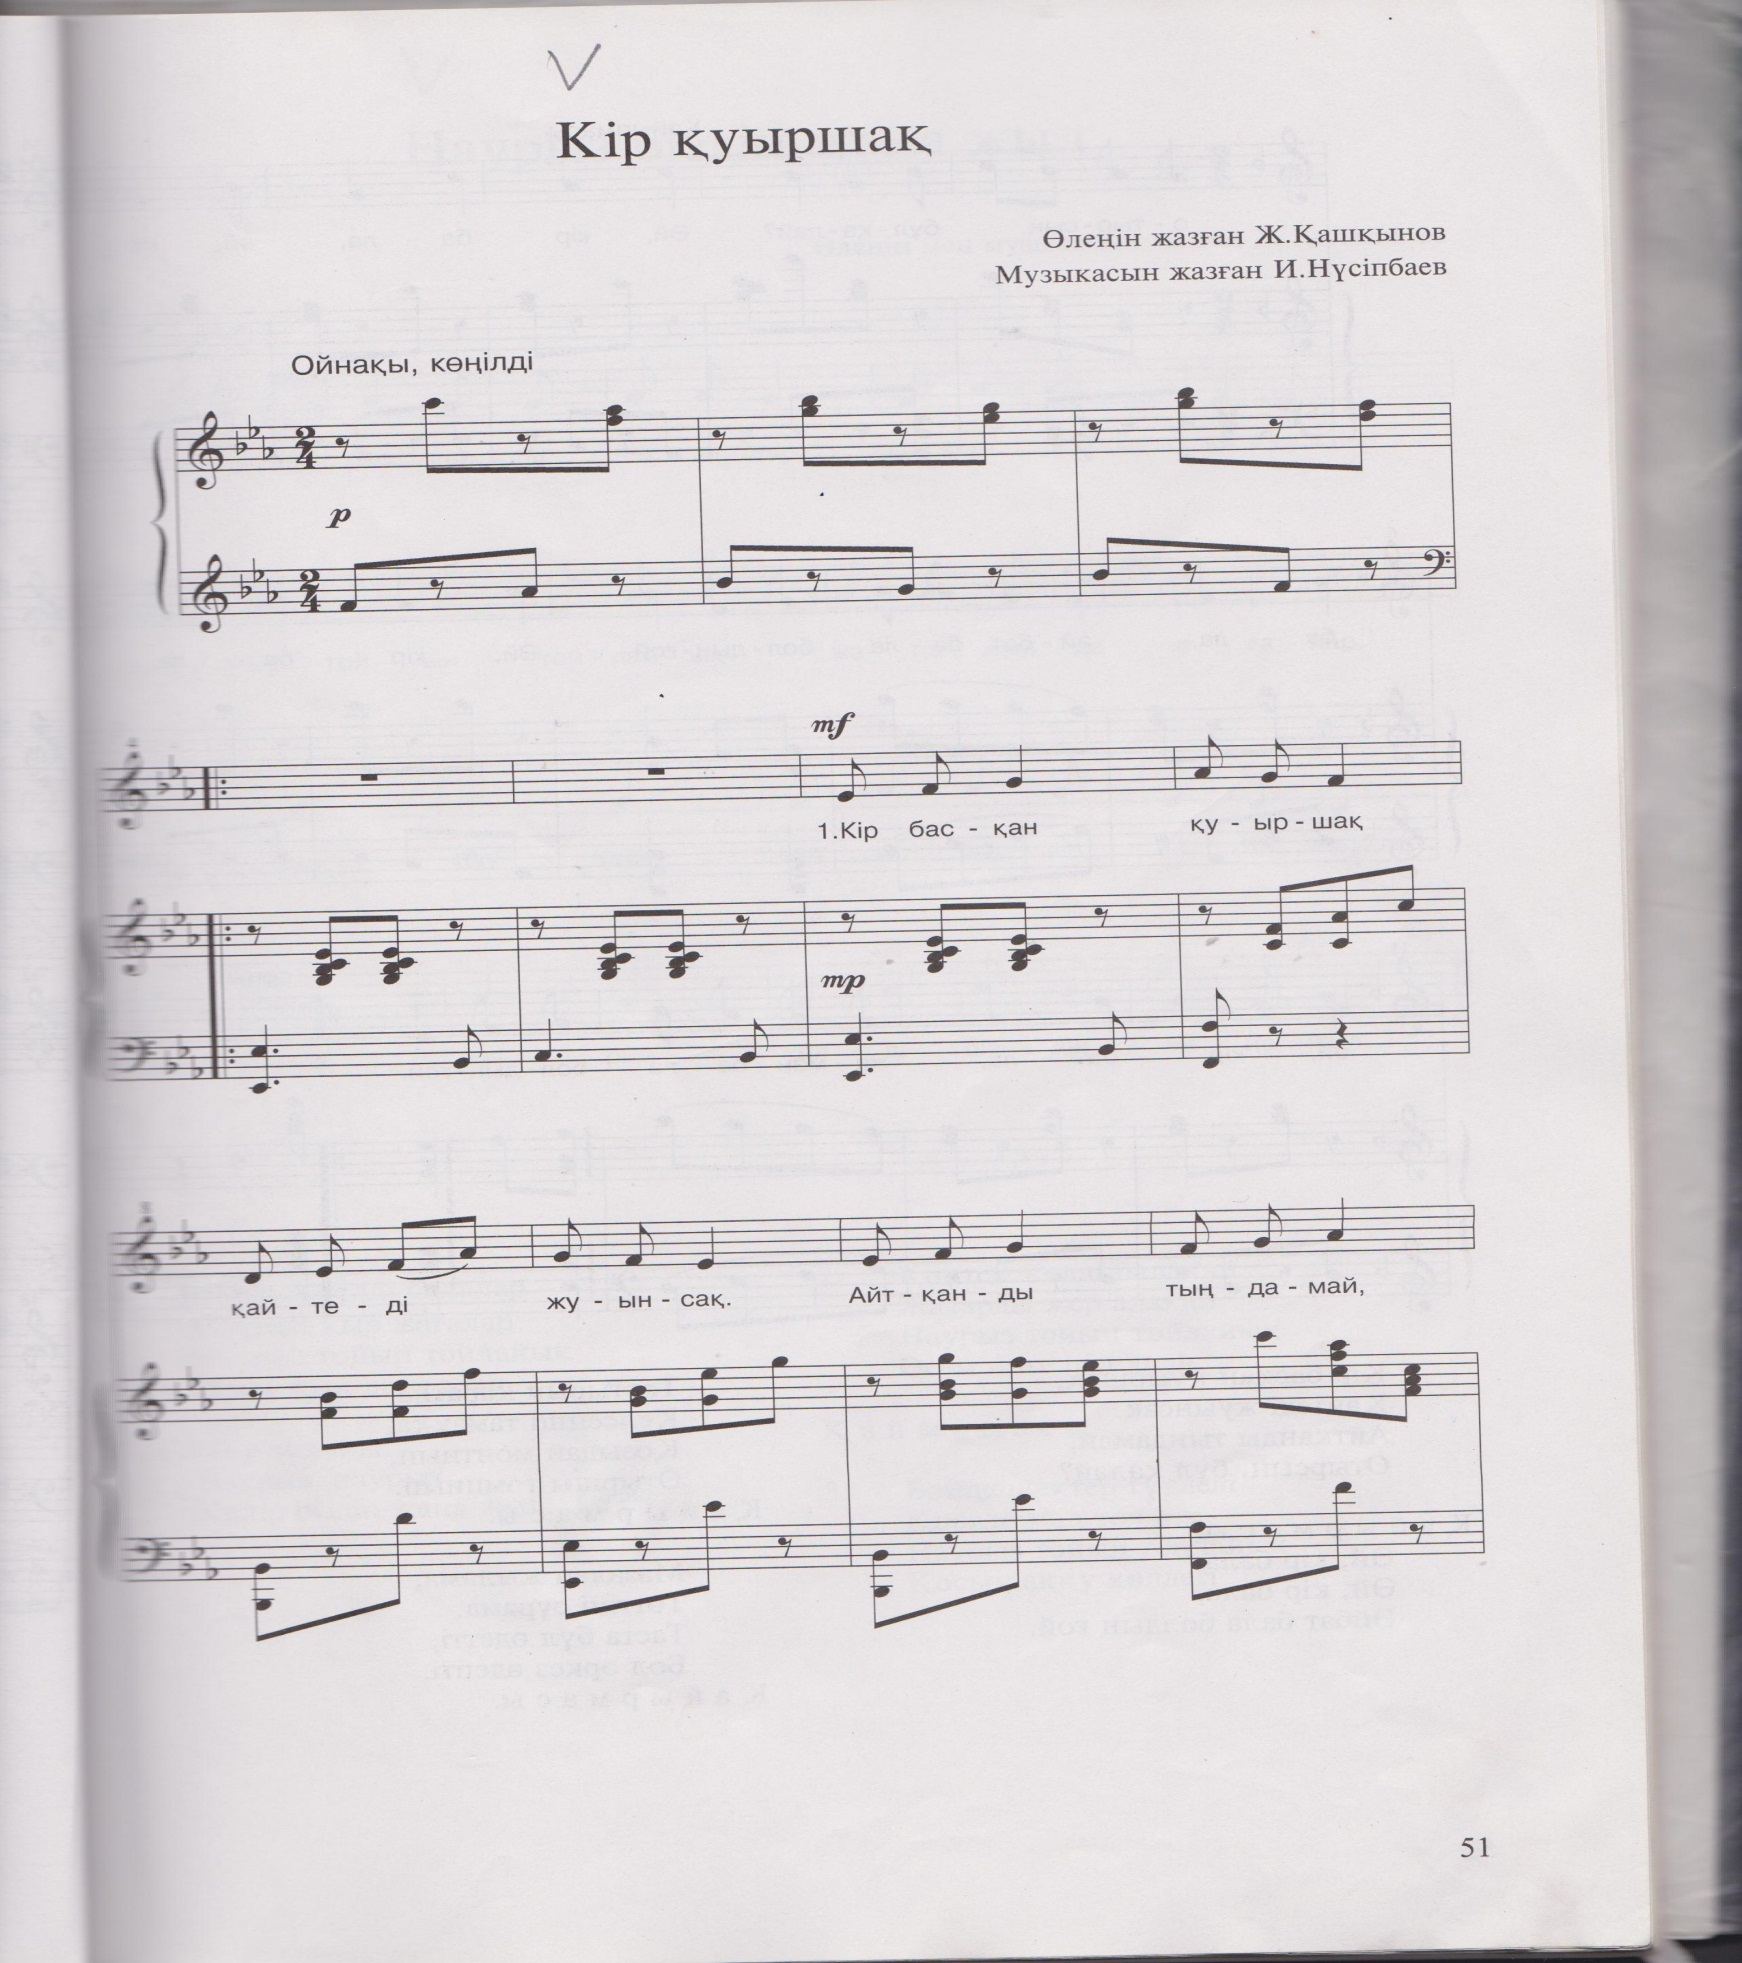 Кір қуыршақ
Өлеңін жазған Ж.Қашқынов
Музыкасын жазған И.Нүсіпбаев
Ойнақы, көңілді
p
mf
1.Кір бас - қан қу - ыр - шақ
mp
қай - те - ді жу - ын - сақ. Айт - қан - ды тың - да - май,
51